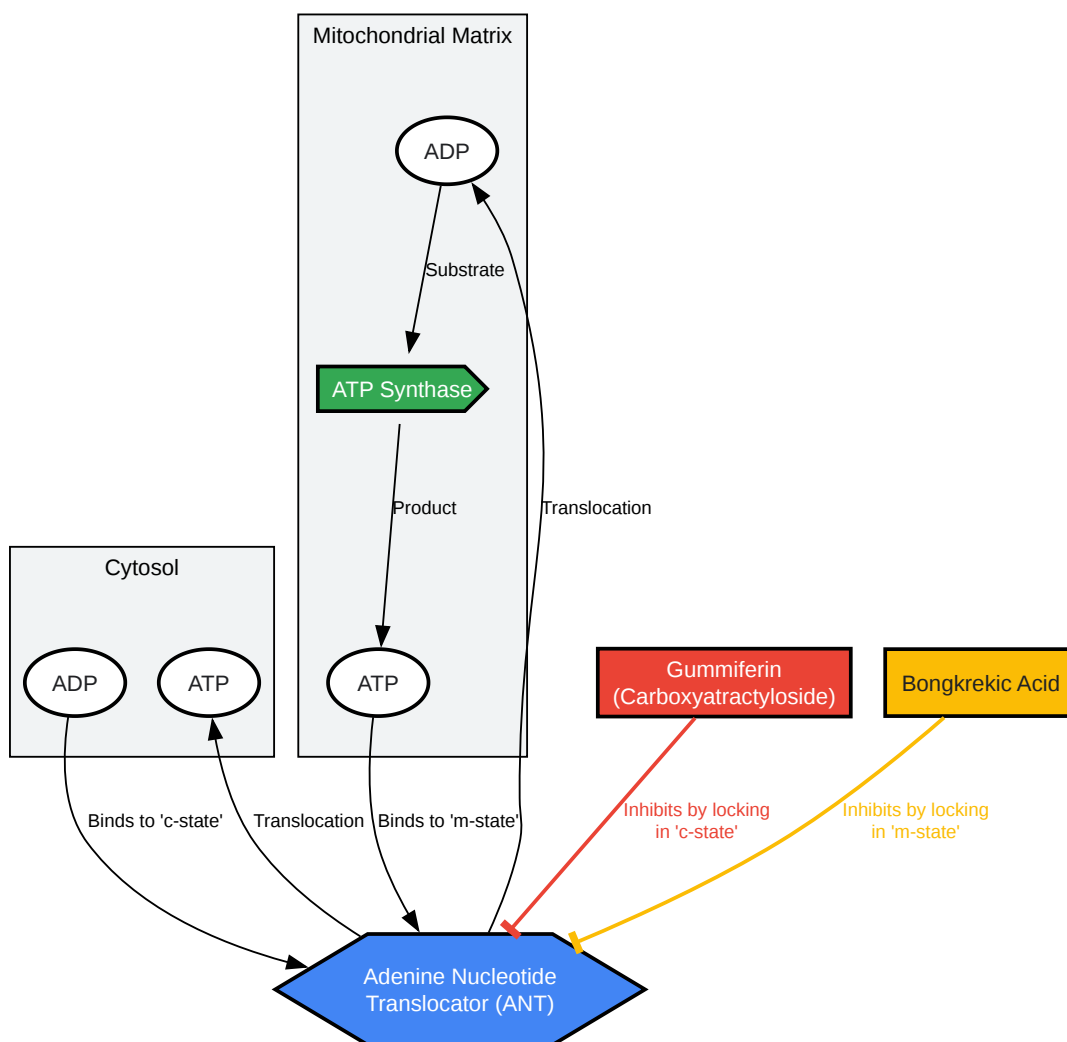 Mitochondrial Matrix
ADP
Substrate
ATP Synthase
Product
Translocation
Cytosol
ADP
ATP
ATP
Gummiferin
(Carboxyatractyloside)
Bongkrekic Acid
Binds to 'c-state'
Translocation
Binds to 'm-state'
Inhibits by locking
in 'c-state'
Inhibits by locking
in 'm-state'
Adenine Nucleotide
Translocator (ANT)